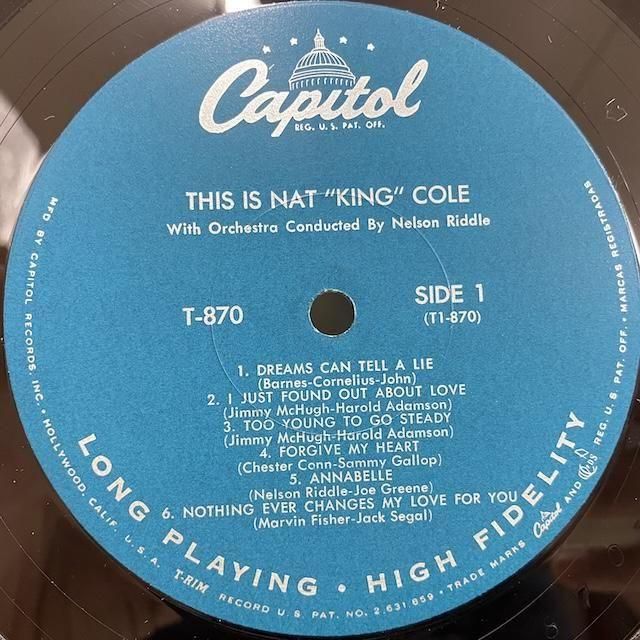 Capitol
REG. U. S. PAT. OFF.
THIS IS NAT "KING" COLE
With Orchestra Conducted By Nelson Riddle
T-870
SIDE 1
(T1-870)
1. DREAMS CAN TELL A LIE
(Barnes-Cornelius-John)
2. I JUST FOUND OUT ABOUT LOVE
(Jimmy McHugh-Harold Adamson)
3. TOO YOUNG TO GO STEADY
(Jimmy McHugh-Harold Adamson)
4. FORGIVE MY HEART
(Chester Conn-Sammy Gallop)
5. ANNABELLE
(Nelson Riddle-Joe Greene)
6. NOTHING EVER CHANGES MY LOVE FOR YOU
(Marvin Fisher-Jack Segal)
LONG PLAYING • HIGH FIDELITY
MFD BY CAPITOL RECORDS, INC. • HOLLYWOOD, CALIF., U.S.A. T-RIM RECORD U.S. PAT. NO. 2,631,859 • TRADE MARKS Capitol AND REG. U.S. PAT. OFF. • MARCAS REGISTRADAS